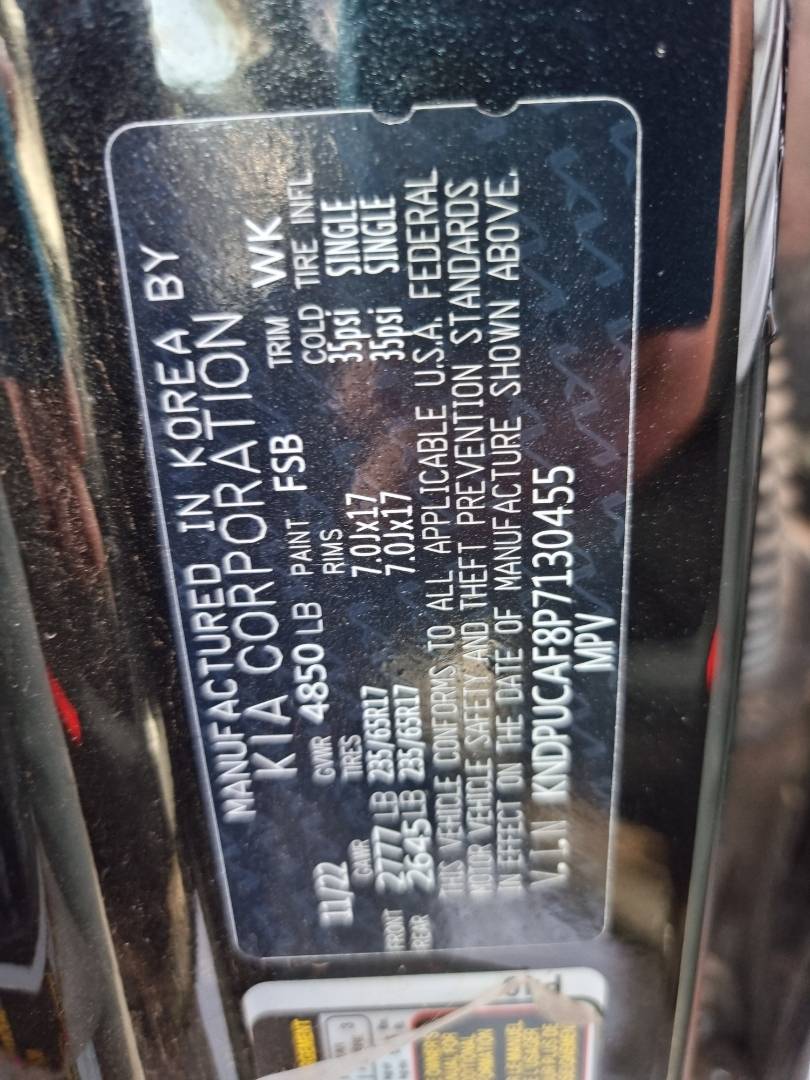 MANUFACTURED IN KOREA BY
KIA CORPORATION
11/22 GVWR 4850 LB PAINT FSB TRIM WK
GAWR TIRES RIMS COLD TIRE INFL
FRONT 2777 LB 235/65R17 7.0Jx17 35psi SINGLE
REAR 2645 LB 235/65R17 7.0Jx17 35psi SINGLE
THIS VEHICLE CONFORMS TO ALL APPLICABLE U.S.A. FEDERAL
MOTOR VEHICLE SAFETY AND THEFT PREVENTION STANDARDS
IN EFFECT ON THE DATE OF MANUFACTURE SHOWN ABOVE.
V.I.N KNDPUCAF8P7130455
MPV